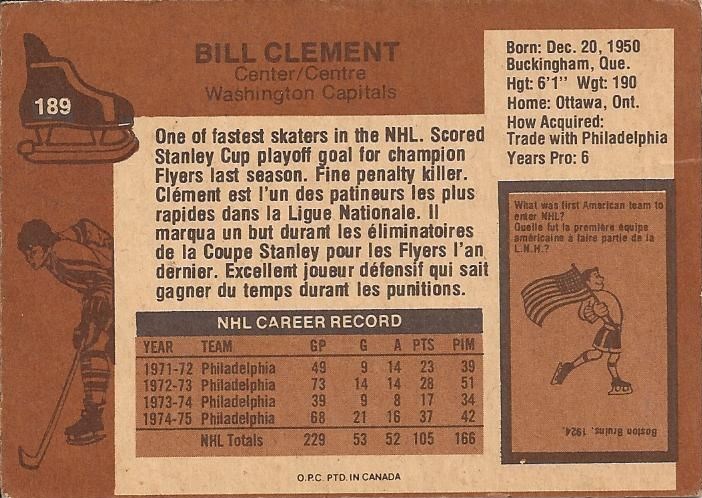 189
BILL CLEMENT
Center/Centre
Washington Capitals
Born: Dec. 20, 1950
Buckingham, Que.
Hgt: 6'1" Wgt: 190
Home: Ottawa, Ont.
How Acquired:
Trade with Philadelphia
Years Pro: 6
One of fastest skaters in the NHL. Scored
Stanley Cup playoff goal for champion
Flyers last season. Fine penalty killer.
Clément est l'un des patineurs les plus
rapides dans la Ligue Nationale. Il
marqua un but durant les éliminatoires
de la Coupe Stanley pour les Flyers l'an
dernier. Excellent joueur défensif qui sait
gagner du temps durant les punitions.
What was first American team to
enter NHL?
Quelle fut la première équipe
américaine à faire partie de la
L.N.H.?
Boston Bruins, 1924.
NHL CAREER RECORD
YEAR TEAM GP G A PTS PIM
1971-72 Philadelphia 49 9 14 23 39
1972-73 Philadelphia 73 14 14 28 51
1973-74 Philadelphia 39 9 8 17 34
1974-75 Philadelphia 68 21 16 37 42
NHL Totals 229 53 52 105 166
O.P.C. PTD. IN CANADA